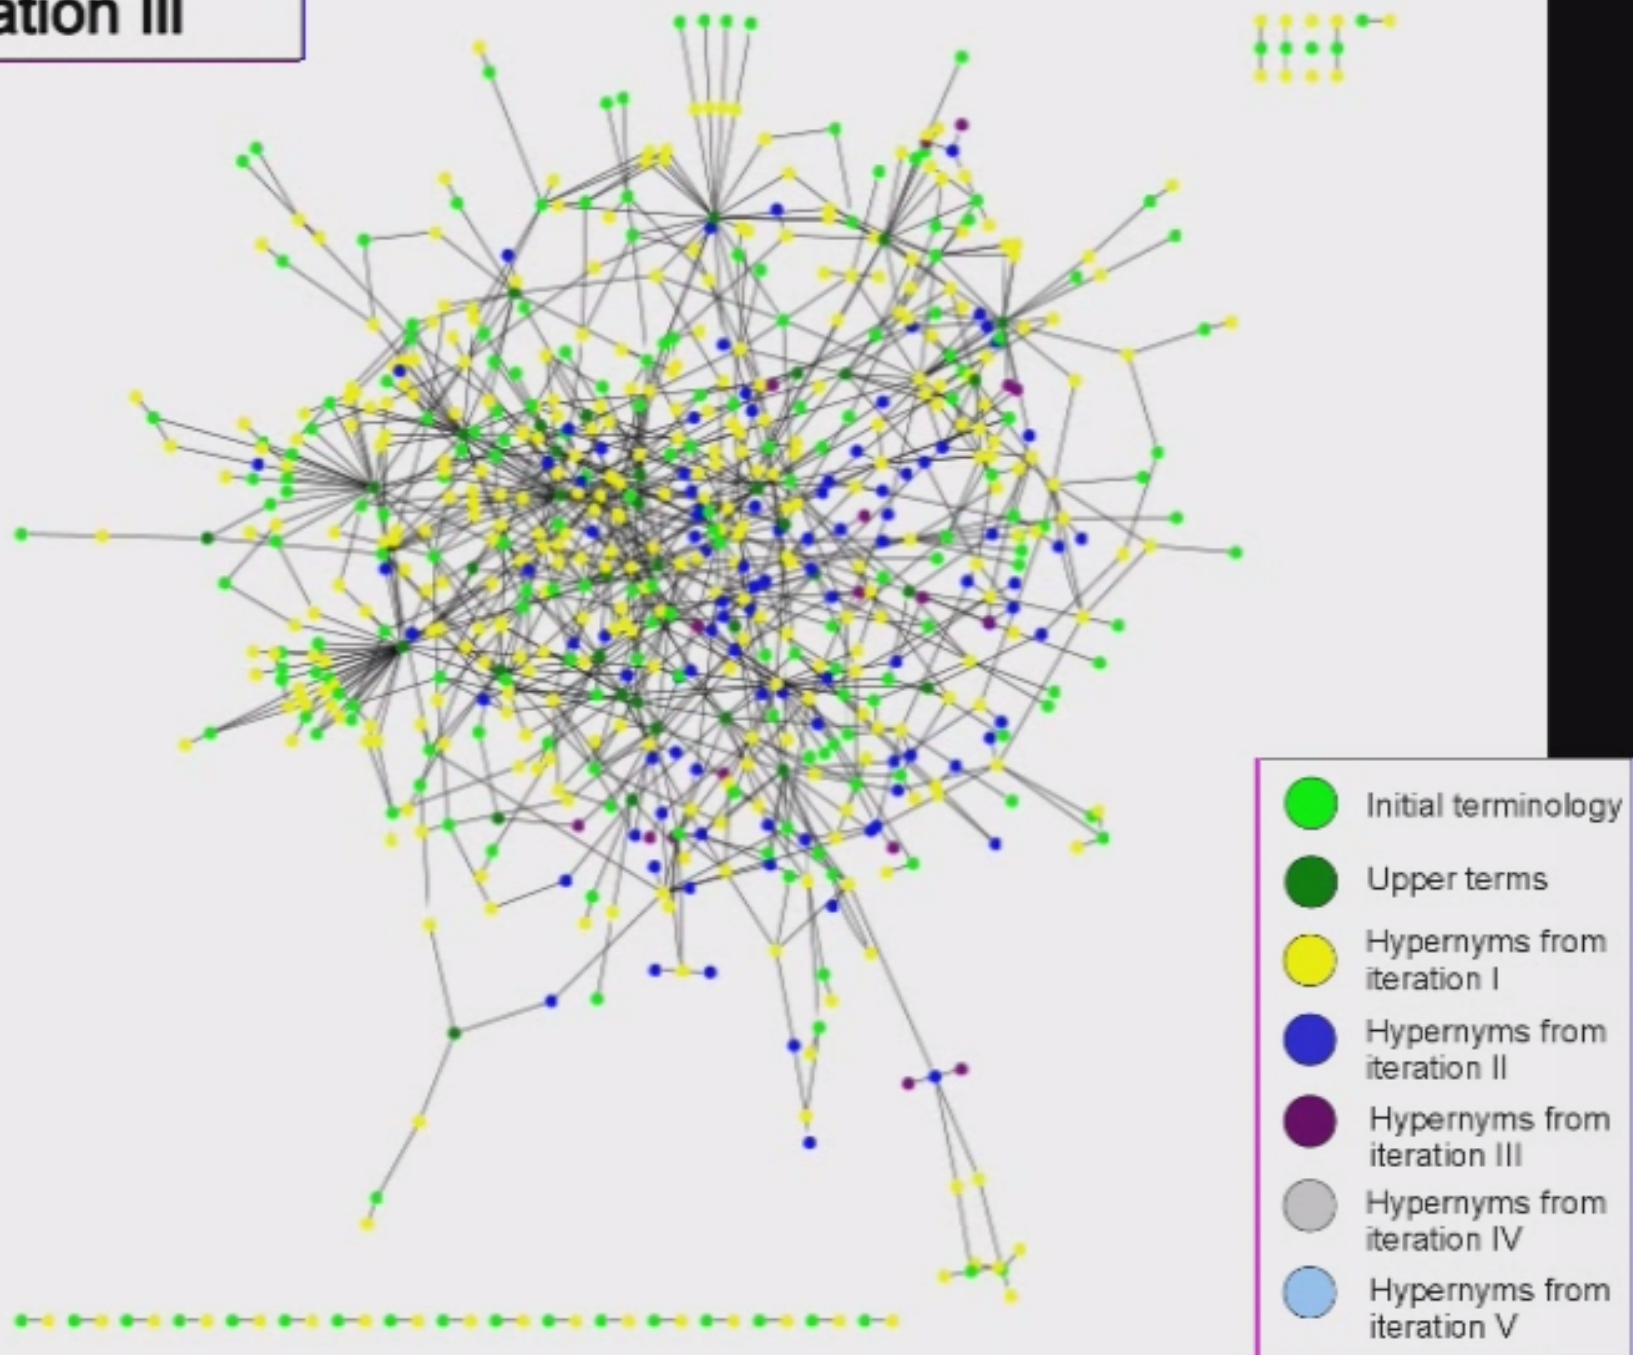 ation III
Initial terminology
Upper terms
Hypernyms from
iteration I
Hypernyms from
iteration II
Hypernyms from
iteration III
Hypernyms from
iteration IV
Hypernyms from
iteration V